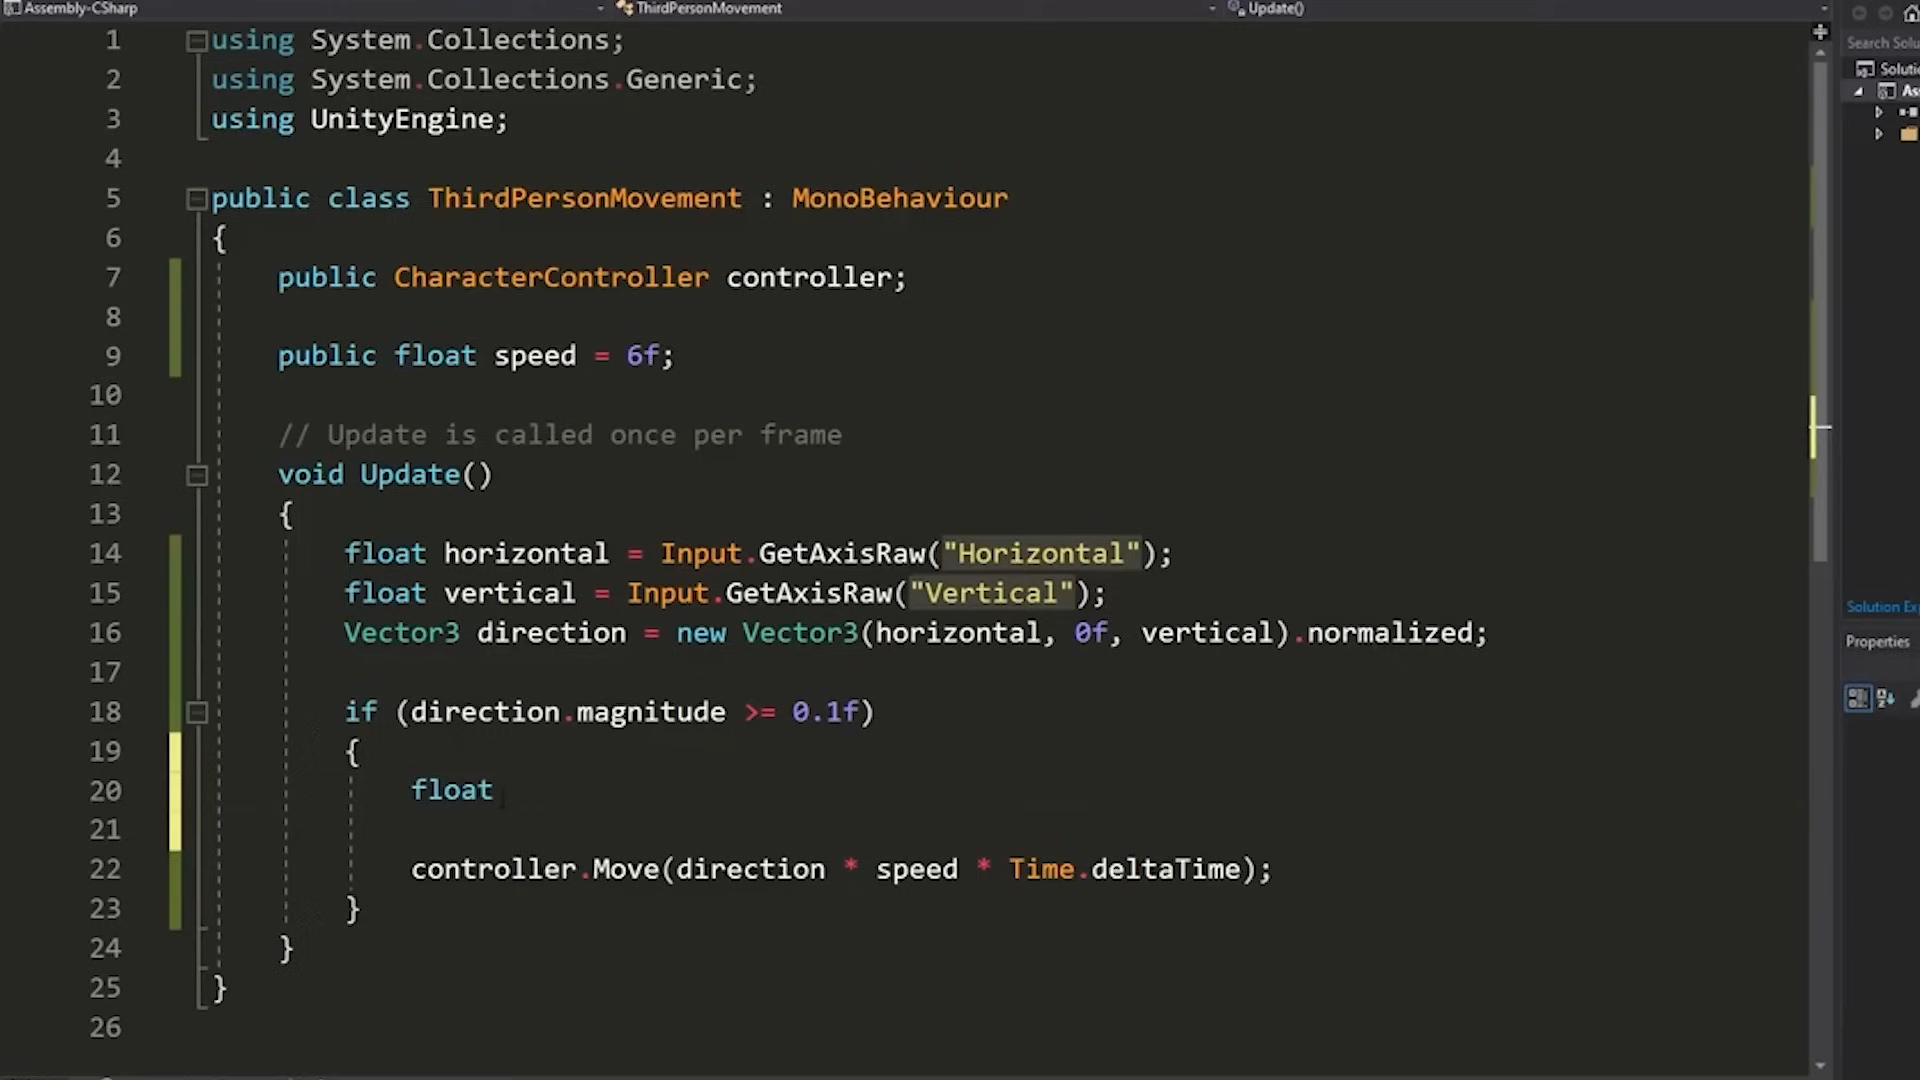 Assembly-CSharp
ThirdPersonMovement
Update()
1 using System.Collections;
2 using System.Collections.Generic;
3 using UnityEngine;
4
5 public class ThirdPersonMovement : MonoBehaviour
6 {
7 public CharacterController controller;
8
9 public float speed = 6f;
10
11 // Update is called once per frame
12 void Update()
13 {
14 float horizontal = Input.GetAxisRaw("Horizontal");
15 float vertical = Input.GetAxisRaw("Vertical");
16 Vector3 direction = new Vector3(horizontal, 0f, vertical).normalized;
17
18 if (direction.magnitude >= 0.1f)
19 {
20 float
21
22 controller.Move(direction * speed * Time.deltaTime);
23 }
24 }
25 }
26
Search Solu
Soluti
Ass
Solution Ex
Properties